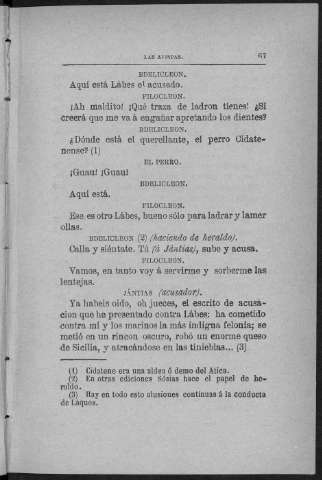 LAS AVISPAS. 67
BDELICLEON.
Aquí está Lábes el acusado.
FILOCLEON.
¡Ah maldito! ¡Qué traza de ladron tienes! ¿Si
creerá que me va á engañar apretando los dientes?
BDELICLEON.
¿Dónde está el querellante, el perro Cidate-
nense? (1)
EL PERRO.
¡Guau! ¡Guau!
BDELICLEON.
Aquí está.
FILOCLEON.
Ese es otro Lábes, bueno sólo para ladrar y lamer
ollas.
BDELICLEON (2) (haciendo de heraldo).
Calla y siéntate. Tú (á Jántias), sube y acusa.
FILOCLEON.
Vamos, en tanto voy á servirme y sorberme las
lentejas.
JÁNTIAS (acusador).
Ya habeis oido, oh jueces, el escrito de acusa-
cion que he presentado contra Lábes: ha cometido
contra mí y los marinos la más indigna felonía; se
metió en un rincon oscuro, robó un enorme queso
de Sicilia, y atracándose en las tinieblas... (3)
(1) Cidatene era una aldea ó demo del Atica.
(2) En otras ediciones Sósias hace el papel de he-
raldo.
(3) Hay en todo esto alusiones continuas á la conducta
de Laques.